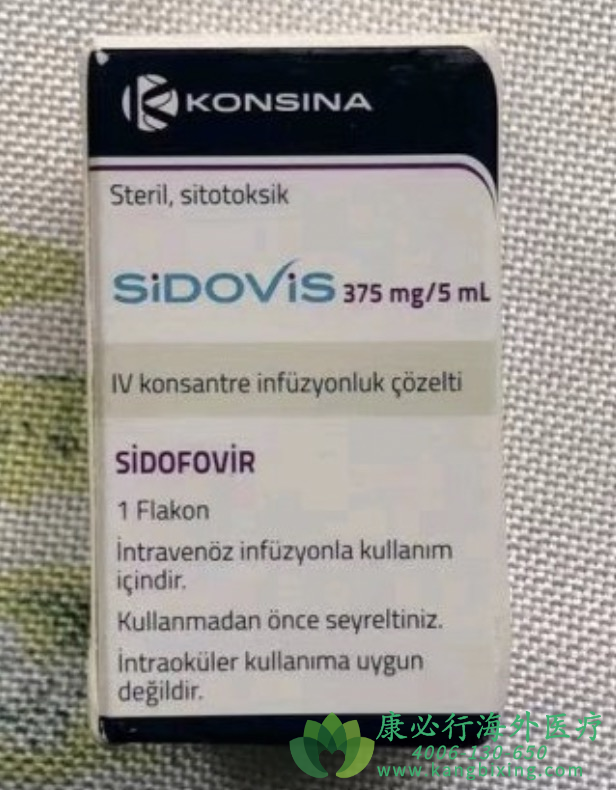 KONSINA
Steril, sitotoksik
SiDOViS 375 mg/5 mL
IV konsantre infüzyonluk çözelti
SİDOFOVİR
1 Flakon
İntravenöz infüzyonla kullanım
içindir.
Kullanmadan önce seyreltiniz.
İntraoküler kullanıma uygun
değildir.
康必行海外医疗
4006-130-650
www.kangbixing.com